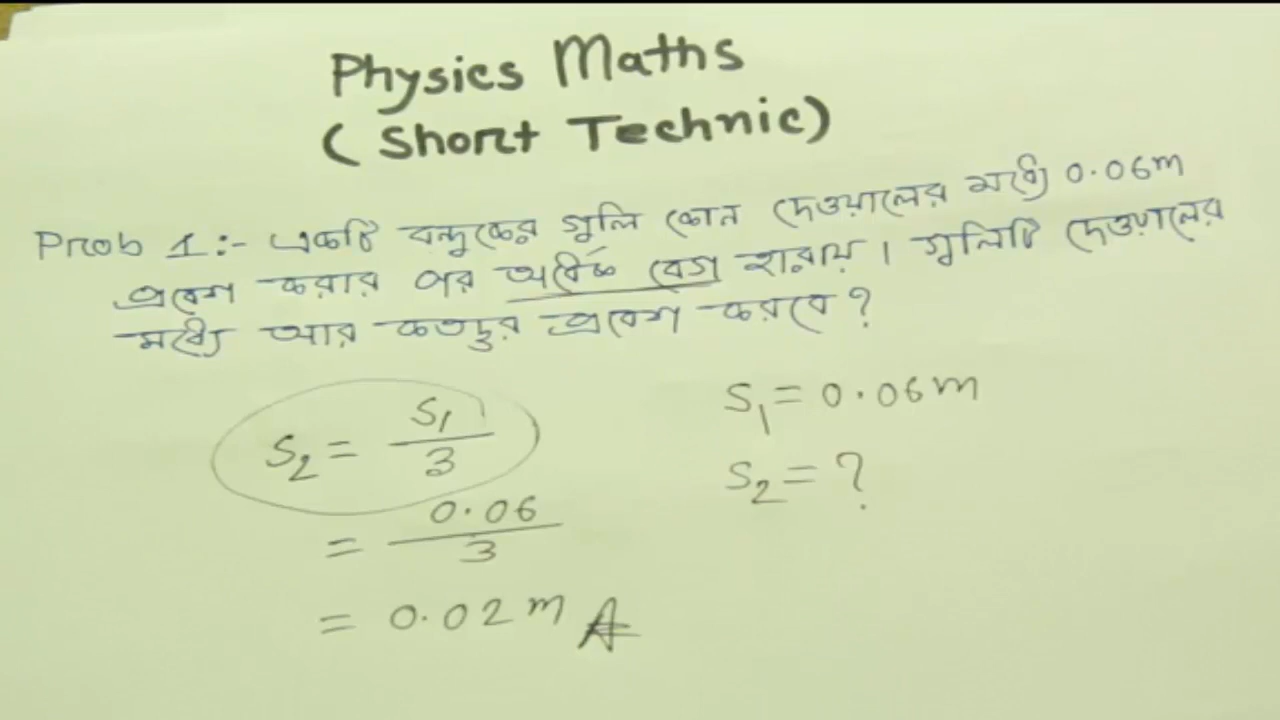 Physics Maths
(Short Technic)
Prob 1:- একটি বন্দুকের গুলি কোন দেওয়ালের মধ্যে 0.06m
প্রবেশ করার পর অর্ধেক বেগ হারায়। গুলিটি দেওয়ালের
মধ্যে আর কতদুর প্রবেশ করবে?
S₂ = S₁/3
S₁ = 0.06m
= 0.06/3
S₂ = ?
= 0.02 m A